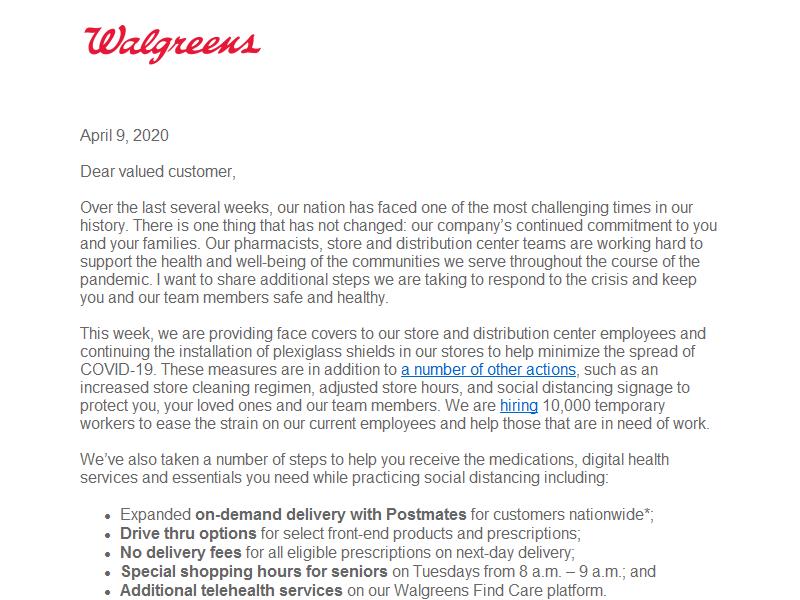 Walgreens
April 9, 2020
Dear valued customer,
Over the last several weeks, our nation has faced one of the most challenging times in our
history. There is one thing that has not changed: our company’s continued commitment to you
and your families. Our pharmacists, store and distribution center teams are working hard to
support the health and well-being of the communities we serve throughout the course of the
pandemic. I want to share additional steps we are taking to respond to the crisis and keep
you and our team members safe and healthy.
This week, we are providing face covers to our store and distribution center employees and
continuing the installation of plexiglass shields in our stores to help minimize the spread of
COVID-19. These measures are in addition to a number of other actions, such as an
increased store cleaning regimen, adjusted store hours, and social distancing signage to
protect you, your loved ones and our team members. We are hiring 10,000 temporary
workers to ease the strain on our current employees and help those that are in need of work.
We’ve also taken a number of steps to help you receive the medications, digital health
services and essentials you need while practicing social distancing including:
• Expanded on-demand delivery with Postmates for customers nationwide*;
• Drive thru options for select front-end products and prescriptions;
• No delivery fees for all eligible prescriptions on next-day delivery;
• Special shopping hours for seniors on Tuesdays from 8 a.m. – 9 a.m.; and
• Additional telehealth services on our Walgreens Find Care platform.